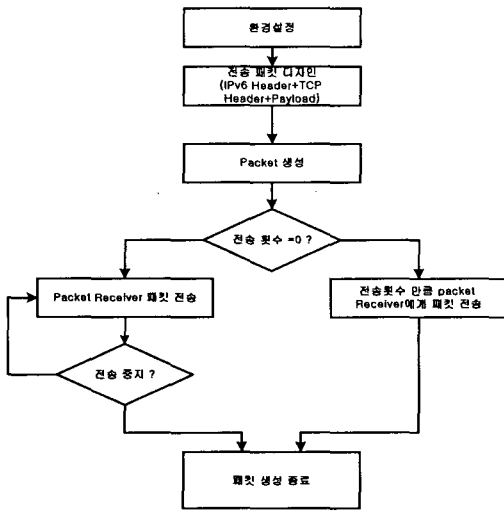 환경설정
전송 패킷 디자인
(IPv6 Header+TCP
Header+Payload)
Packet 생성
전송 횟수 =0 ?
Packet Receiver 패킷 전송
전송횟수 만큼 packet
Receiver에게 패킷 전송
전송 중지 ?
패킷 생성 종료